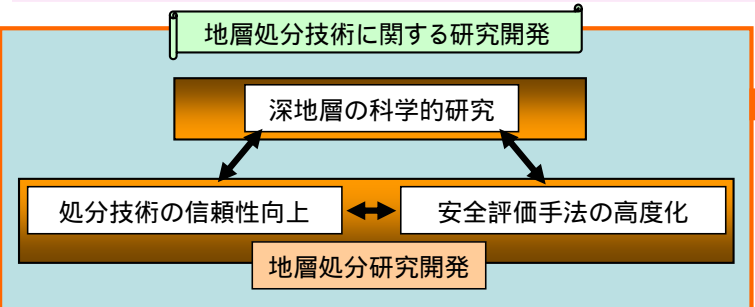 地層処分技術に関する研究開発
深地層の科学的研究
処分技術の信頼性向上
安全評価手法の高度化
地層処分研究開発